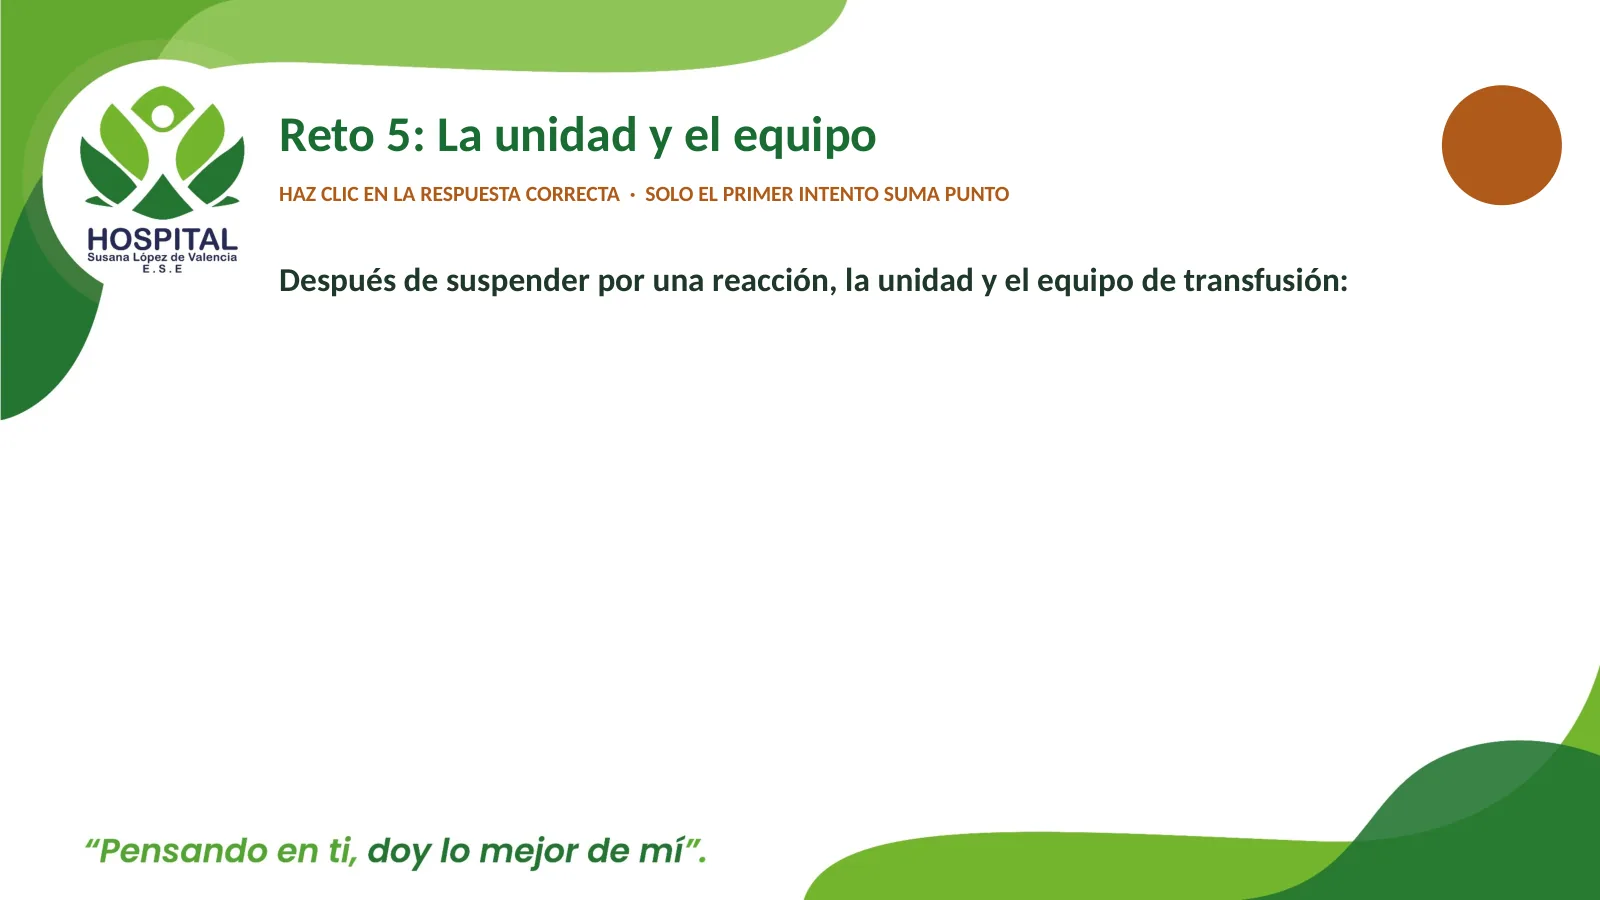 Reto 5: La unidad y el equipo
HAZ CLIC EN LA RESPUESTA CORRECTA · SOLO EL PRIMER INTENTO SUMA PUNTO
HOSPITAL
Susana López de Valencia
E.S.E
Después de suspender por una reacción, la unidad y el equipo de transfusión:
“Pensando en ti, doy lo mejor de mí”.